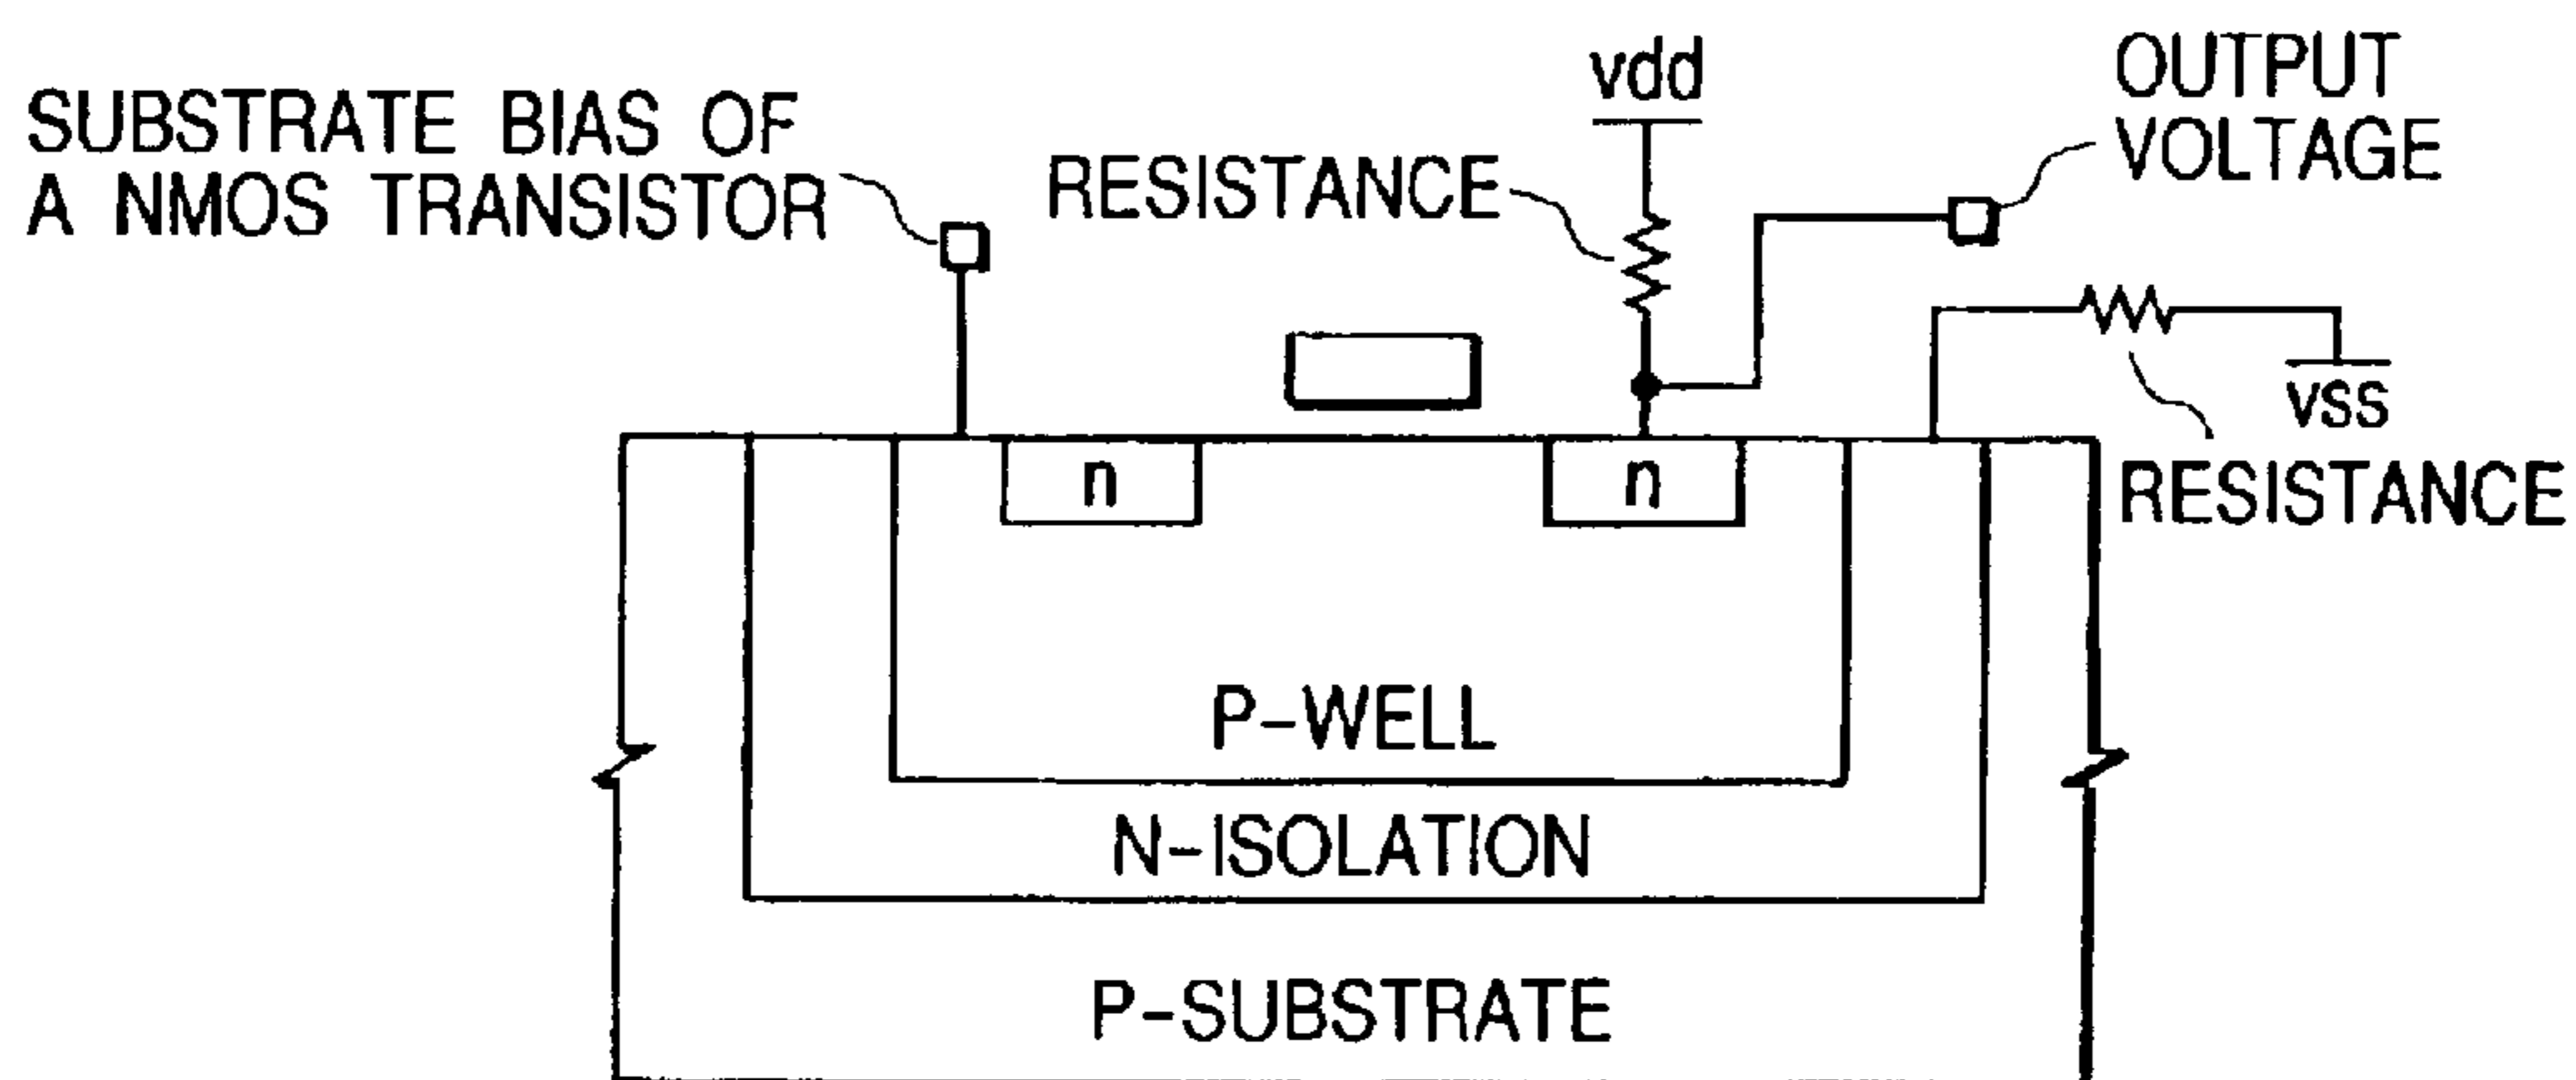 SUBSTRATE BIAS OF
A NMOS TRANSISTOR
RESISTANCE
vdd
OUTPUT
VOLTAGE
vss
RESISTANCE
n
n
P-WELL
N-ISOLATION
P-SUBSTRATE